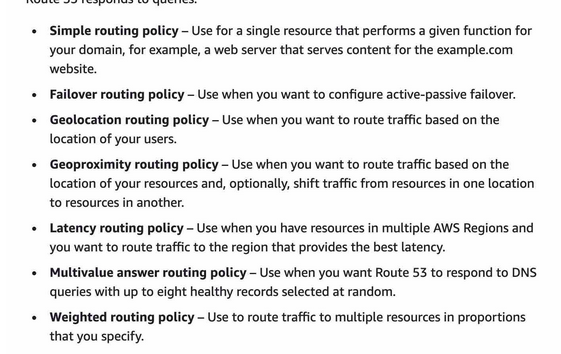 Route 53 responds to queries.
• Simple routing policy – Use for a single resource that performs a given function for
your domain, for example, a web server that serves content for the example.com
website.
• Failover routing policy – Use when you want to configure active-passive failover.
• Geolocation routing policy – Use when you want to route traffic based on the
location of your users.
• Geoproximity routing policy – Use when you want to route traffic based on the
location of your resources and, optionally, shift traffic from resources in one location
to resources in another.
• Latency routing policy – Use when you have resources in multiple AWS Regions and
you want to route traffic to the region that provides the best latency.
• Multivalue answer routing policy – Use when you want Route 53 to respond to DNS
queries with up to eight healthy records selected at random.
• Weighted routing policy – Use to route traffic to multiple resources in proportions
that you specify.